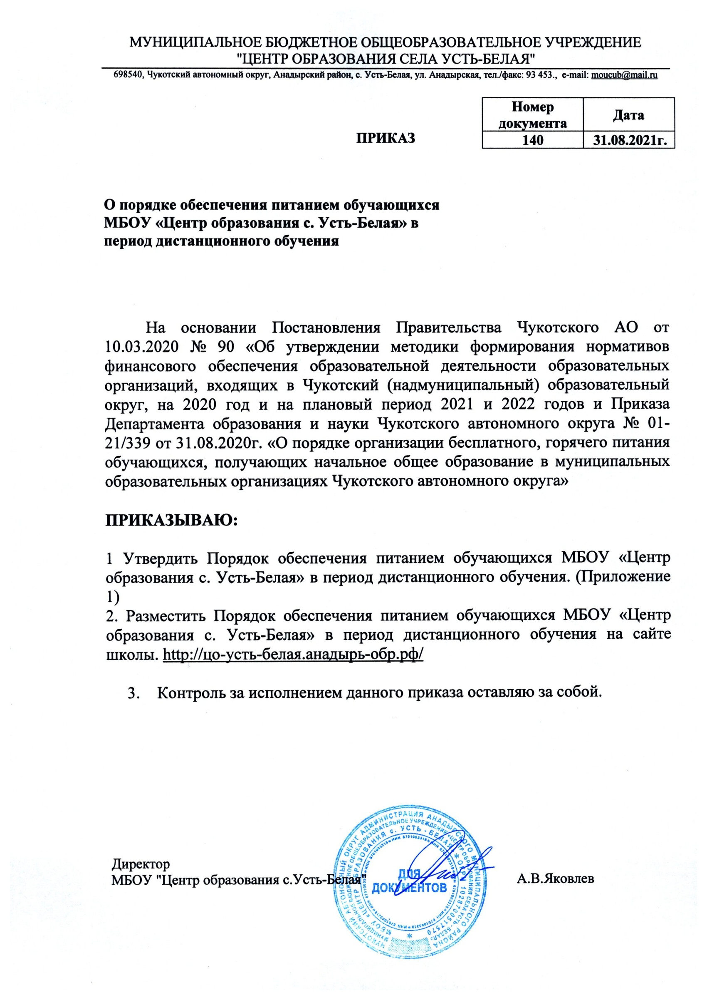 МУНИЦИПАЛЬНОЕ БЮДЖЕТНОЕ ОБЩЕОБРАЗОВАТЕЛЬНОЕ УЧРЕЖДЕНИЕ
"ЦЕНТР ОБРАЗОВАНИЯ СЕЛА УСТЬ-БЕЛАЯ"
698540, Чукотский автономный округ, Анадырский район, с. Усть-Белая, ул. Анадырская, тел./факс: 93 453., e-mail: moucub@mail.ru
Номер
документа
Дата
140
31.08.2021г.
ПРИКАЗ
О порядке обеспечения питанием обучающихся
МБОУ «Центр образования с. Усть-Белая» в
период дистанционного обучения
На основании Постановления Правительства Чукотского АО от
10.03.2020 № 90 «Об утверждении методики формирования нормативов
финансового обеспечения образовательной деятельности образовательных
организаций, входящих в Чукотский (надмуниципальный) образовательный
округ, на 2020 год и на плановый период 2021 и 2022 годов и Приказа
Департамента образования и науки Чукотского автономного округа № 01-
21/339 от 31.08.2020г. «О порядке организации бесплатного, горячего питания
обучающихся, получающих начальное общее образование в муниципальных
образовательных организациях Чукотского автономного округа»
ПРИКАЗЫВАЮ:
1 Утвердить Порядок обеспечения питанием обучающихся МБОУ «Центр
образования с. Усть-Белая» в период дистанционного обучения. (Приложение
1)
2. Разместить Порядок обеспечения питанием обучающихся МБОУ «Центр
образования с. Усть-Белая» в период дистанционного обучения на сайте
школы. http://цо-усть-белая.анадырь-обр.рф/
3. Контроль за исполнением данного приказа оставляю за собой.
Директор
МБОУ "Центр образования с.Усть-Белая"
А.В.Яковлев
ЧУКОТСКИЙ АВТОНОМНЫЙ ОКРУГ АДМИНИСТРАЦИЯ АНАДЫРСКОГО МУНИЦИПАЛЬНОГО РАЙОНА
МУНИЦИПАЛЬНОЕ БЮДЖЕТНОЕ ОБЩЕОБРАЗОВАТЕЛЬНОЕ УЧРЕЖДЕНИЕ «ЦЕНТР ОБРАЗОВАНИЯ СЕЛА УСТЬ-БЕЛАЯ»
МБОУ «ЦЕНТР ОБРАЗОВАНИЯ с. УСТЬ-БЕЛАЯ» * ОГРН 1028700517570 *
ДЛЯ
ДОКУМЕНТОВ